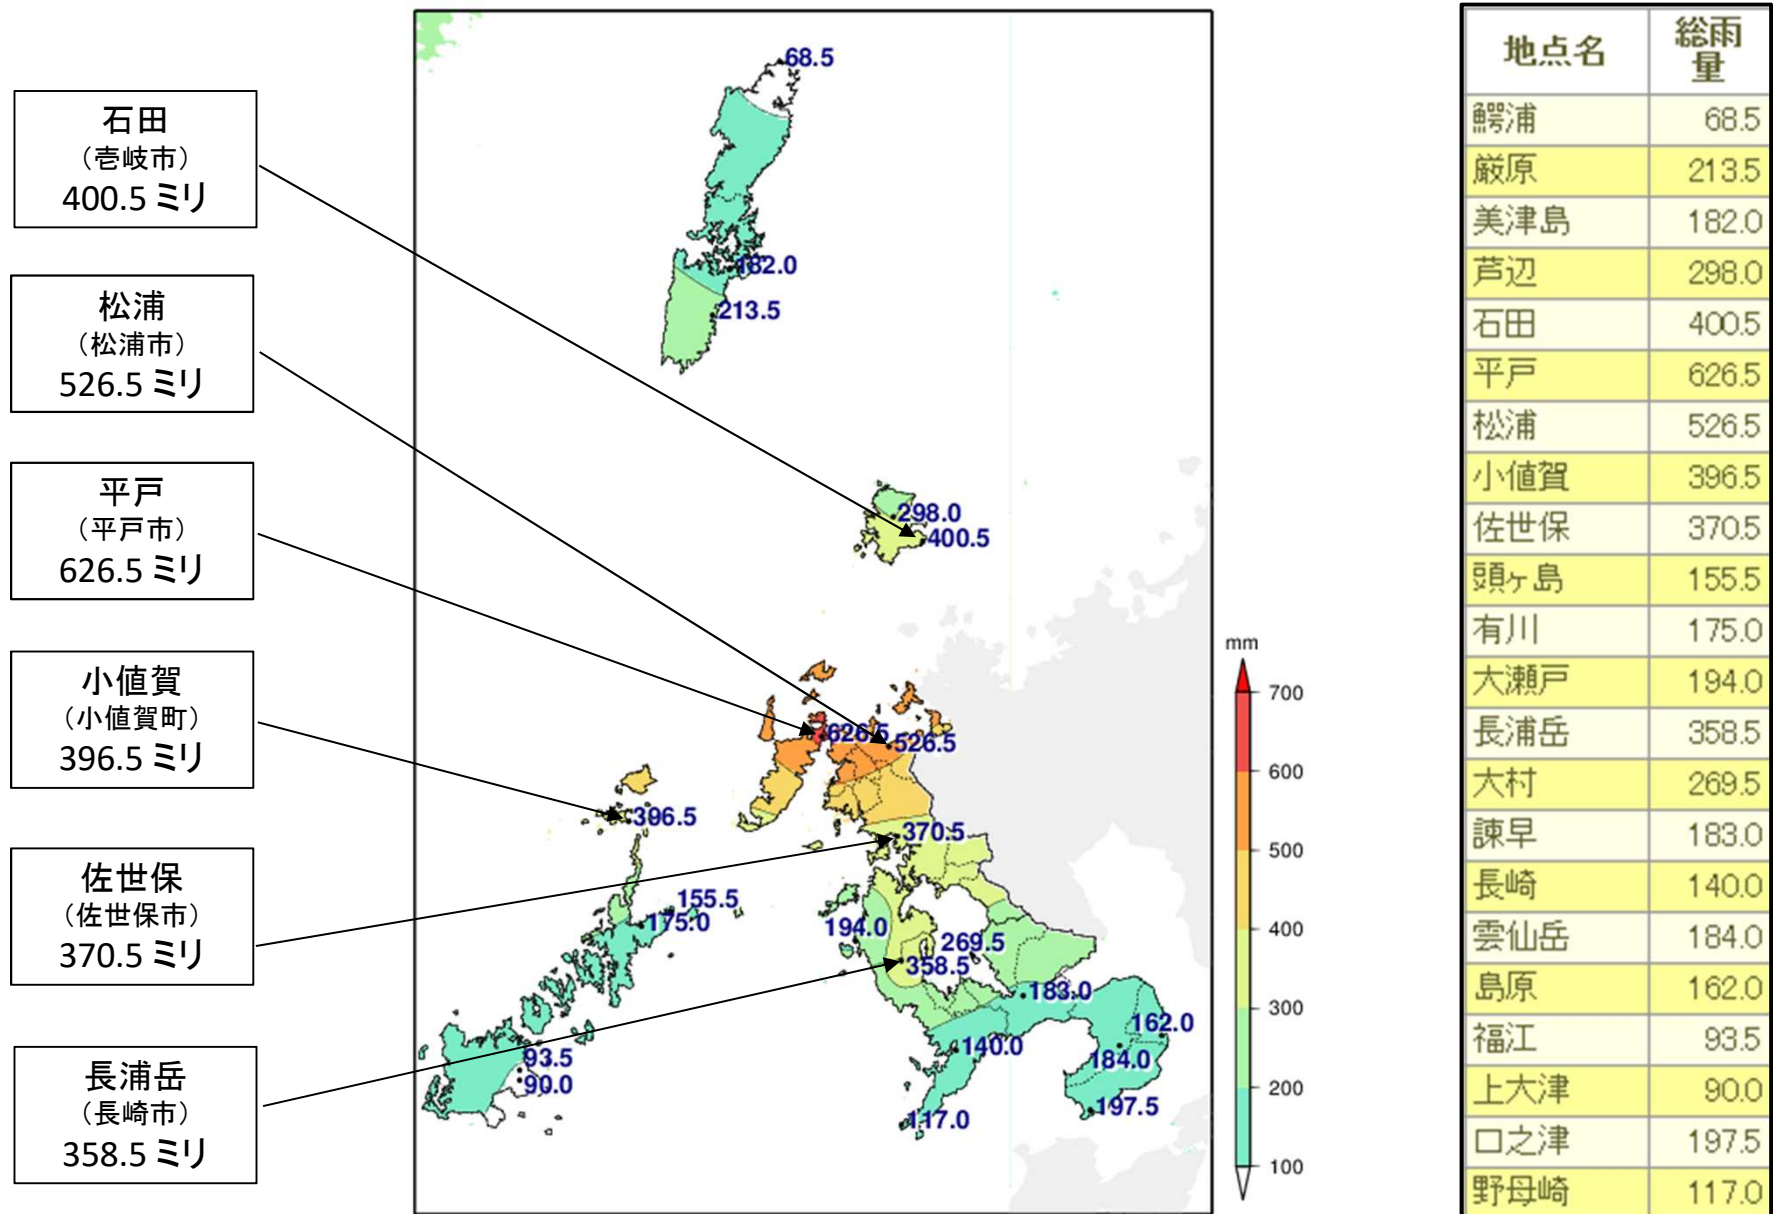 石田
（壱岐市）
400.5 ミリ
松浦
（松浦市）
526.5 ミリ
平戸
（平戸市）
626.5 ミリ
小値賀
（小値賀町）
396.5 ミリ
佐世保
（佐世保市）
370.5 ミリ
長浦岳
（長崎市）
358.5 ミリ
68.5
182.0
213.5
298.0
400.5
626.5
526.5
396.5
370.5
155.5
175.0
194.0
269.5
358.5
183.0
162.0
140.0
184.0
93.5
90.0
117.0
197.5
mm
700
600
500
400
300
200
100
地点名 総雨量
鰐浦 68.5
厳原 213.5
美津島 182.0
芦辺 298.0
石田 400.5
平戸 626.5
松浦 526.5
小値賀 396.5
佐世保 370.5
頭ヶ島 155.5
有川 175.0
大瀬戸 194.0
長浦岳 358.5
大村 269.5
諫早 183.0
長崎 140.0
雲仙岳 184.0
島原 162.0
福江 93.5
上大津 90.0
口之津 197.5
野母崎 117.0